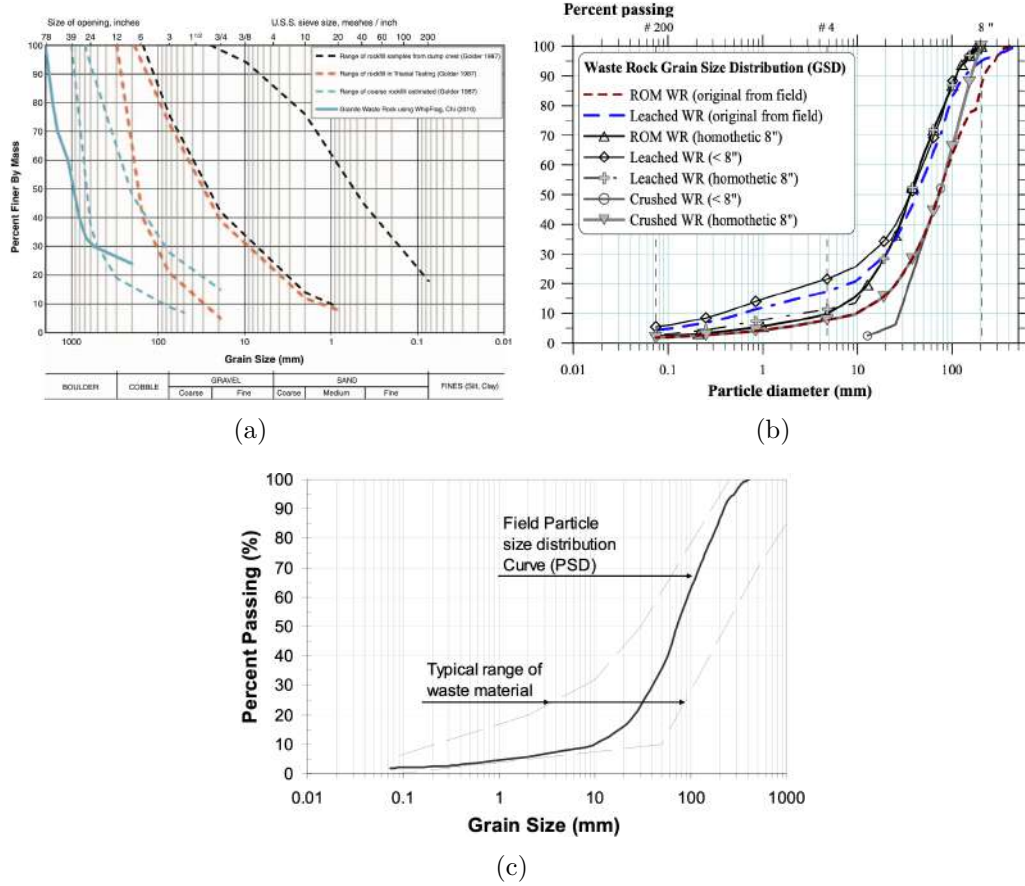 Size of opening, inches
U.S.S. sieve size, meshes / inch
78 39 24 12 6 3 1 1/2 3/4 3/8 4 10 20 40 60 100 200
100
90
80
70
60
50
40
30
20
10
0
Percent Finer By Mass
Range of rockfill samples from dump crest (Golder 1987)
Range of rockfill in Triaxial Testing (Golder 1987)
Range of coarse rockfill estimated (Golder 1987)
Granite Waste Rock using WipFrag, Chi (2010)
1000 100 10 1 0.1 0.01
Grain Size (mm)
BOULDER COBBLE GRAVEL SAND FINES (Silt, Clay)
Coarse Fine Coarse Medium Fine
(a)
Percent passing
# 200 # 4 8 "
100
90
80
70
60
50
40
30
20
10
0
Waste Rock Grain Size Distribution (GSD)
ROM WR (original from field)
Leached WR (original from field)
ROM WR (homothetic 8")
Leached WR (< 8")
Leached WR (homothetic 8")
Crushed WR (< 8")
Crushed WR (homothetic 8")
0.01 0.1 1 10 100
Particle diameter (mm)
(b)
100
90
80
70
60
50
40
30
20
10
0
Percent Passing (%)
Field Particle
size distribution
Curve (PSD)
Typical range of
waste material
0.01 0.1 1 10 100 1000
Grain Size (mm)
(c)